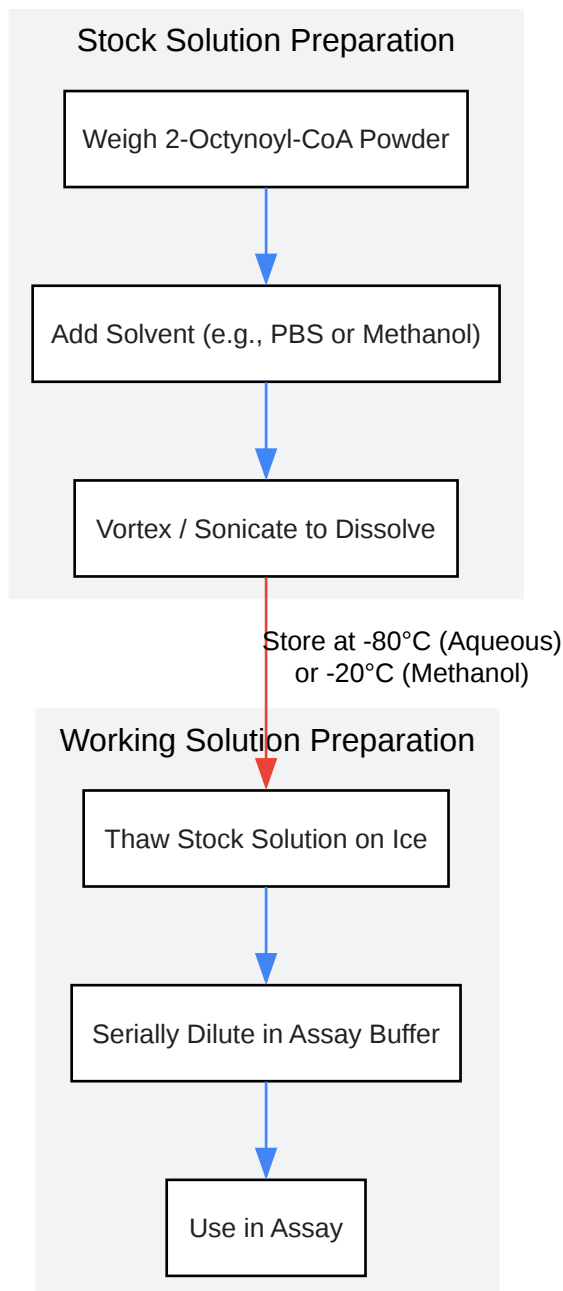 Stock Solution Preparation
Weigh 2-Octynoyl-CoA Powder
Add Solvent (e.g., PBS or Methanol)
Vortex / Sonicate to Dissolve
Store at -80°C (Aqueous)
or -20°C (Methanol)
Working Solution Preparation
Thaw Stock Solution on Ice
Serially Dilute in Assay Buffer
Use in Assay